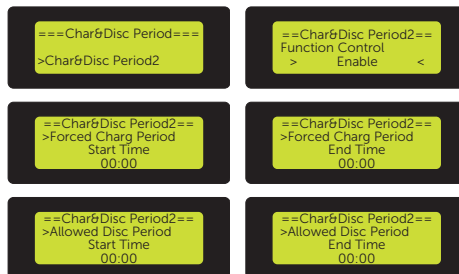 ===Char&Disc Period===
>Char&Disc Period2
==Char&Disc Period2==
Function Control
> Enable <
==Char&Disc Period2==
>Forced Charg Period
Start Time
00:00
==Char&Disc Period2==
>Forced Charg Period
End Time
00:00
==Char&Disc Period2==
>Allowed Disc Period
Start Time
00:00
==Char&Disc Period2==
>Allowed Disc Period
End Time
00:00